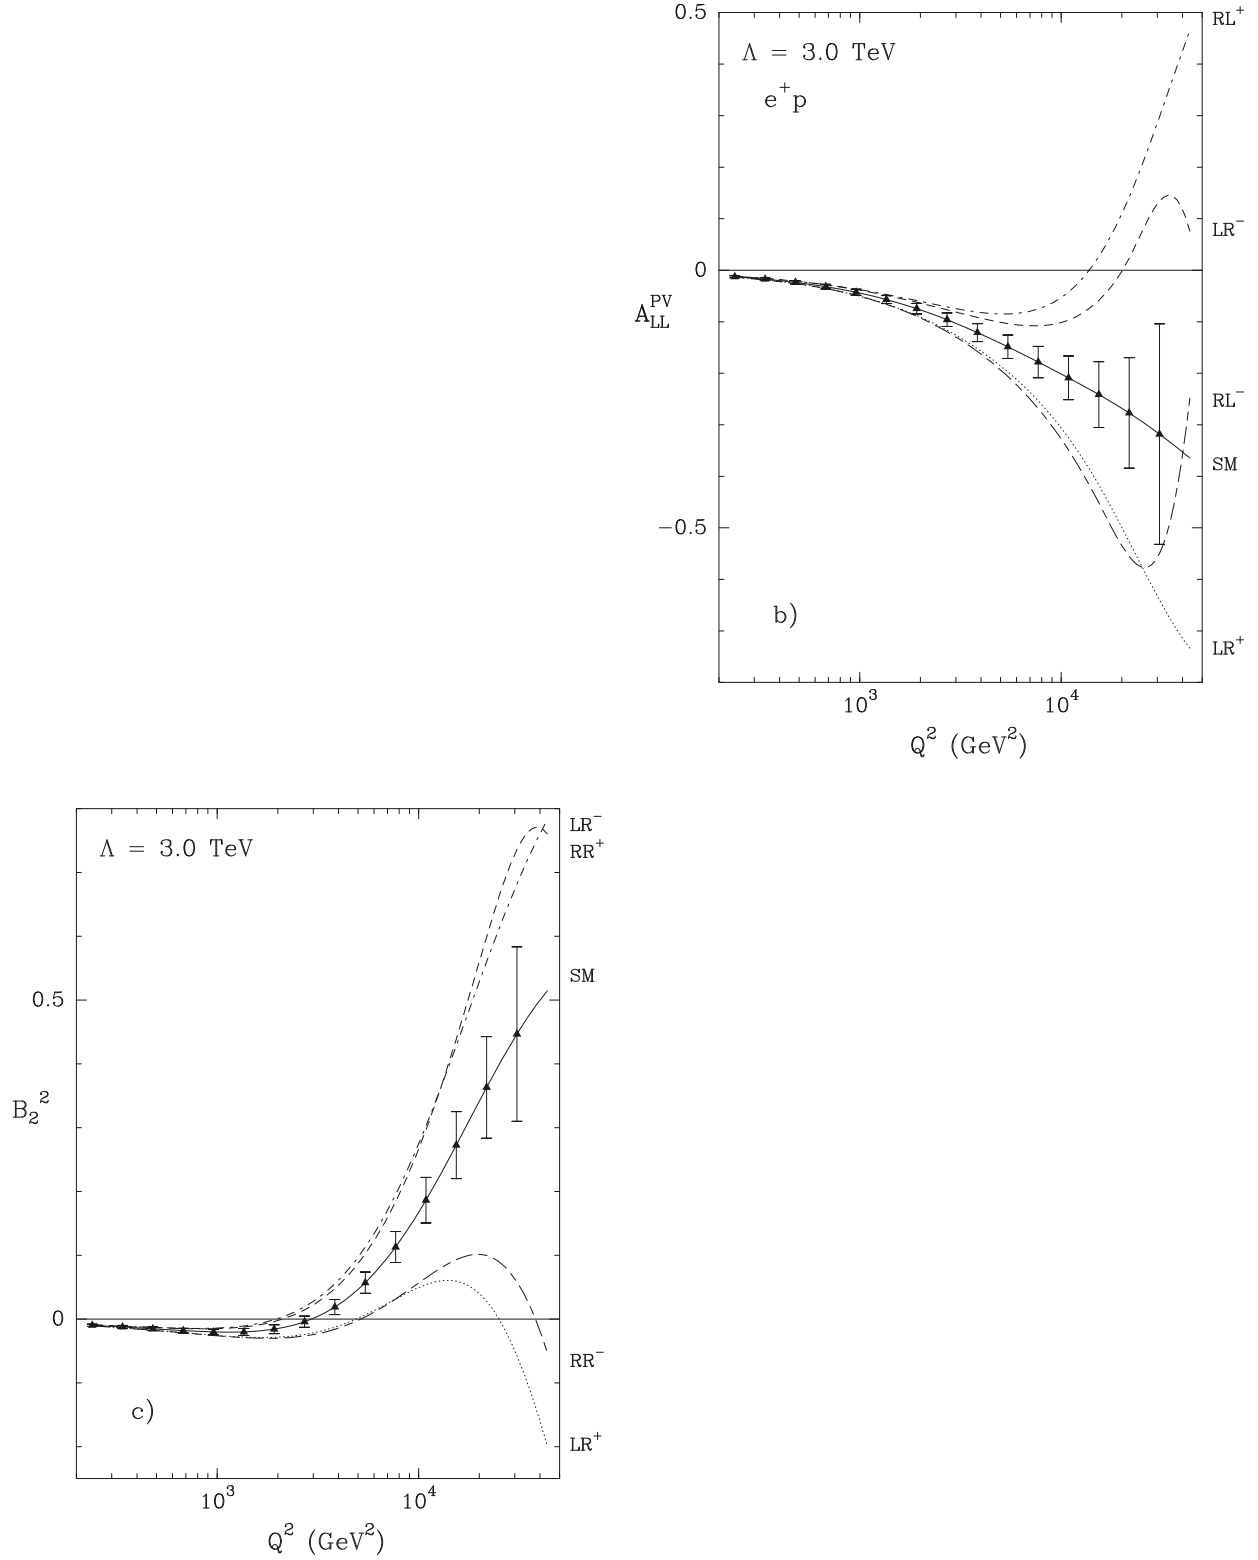 0.5
RL⁺
Λ = 3.0 TeV
e⁺p
LR⁻
0
A_LL^PV
RL⁻
SM
−0.5
b)
LR⁺
10³ 10⁴
Q² (GeV²)
LR⁻
Λ = 3.0 TeV
RR⁺
SM
0.5
B₂²
0
RR⁻
c)
LR⁺
10³ 10⁴
Q² (GeV²)